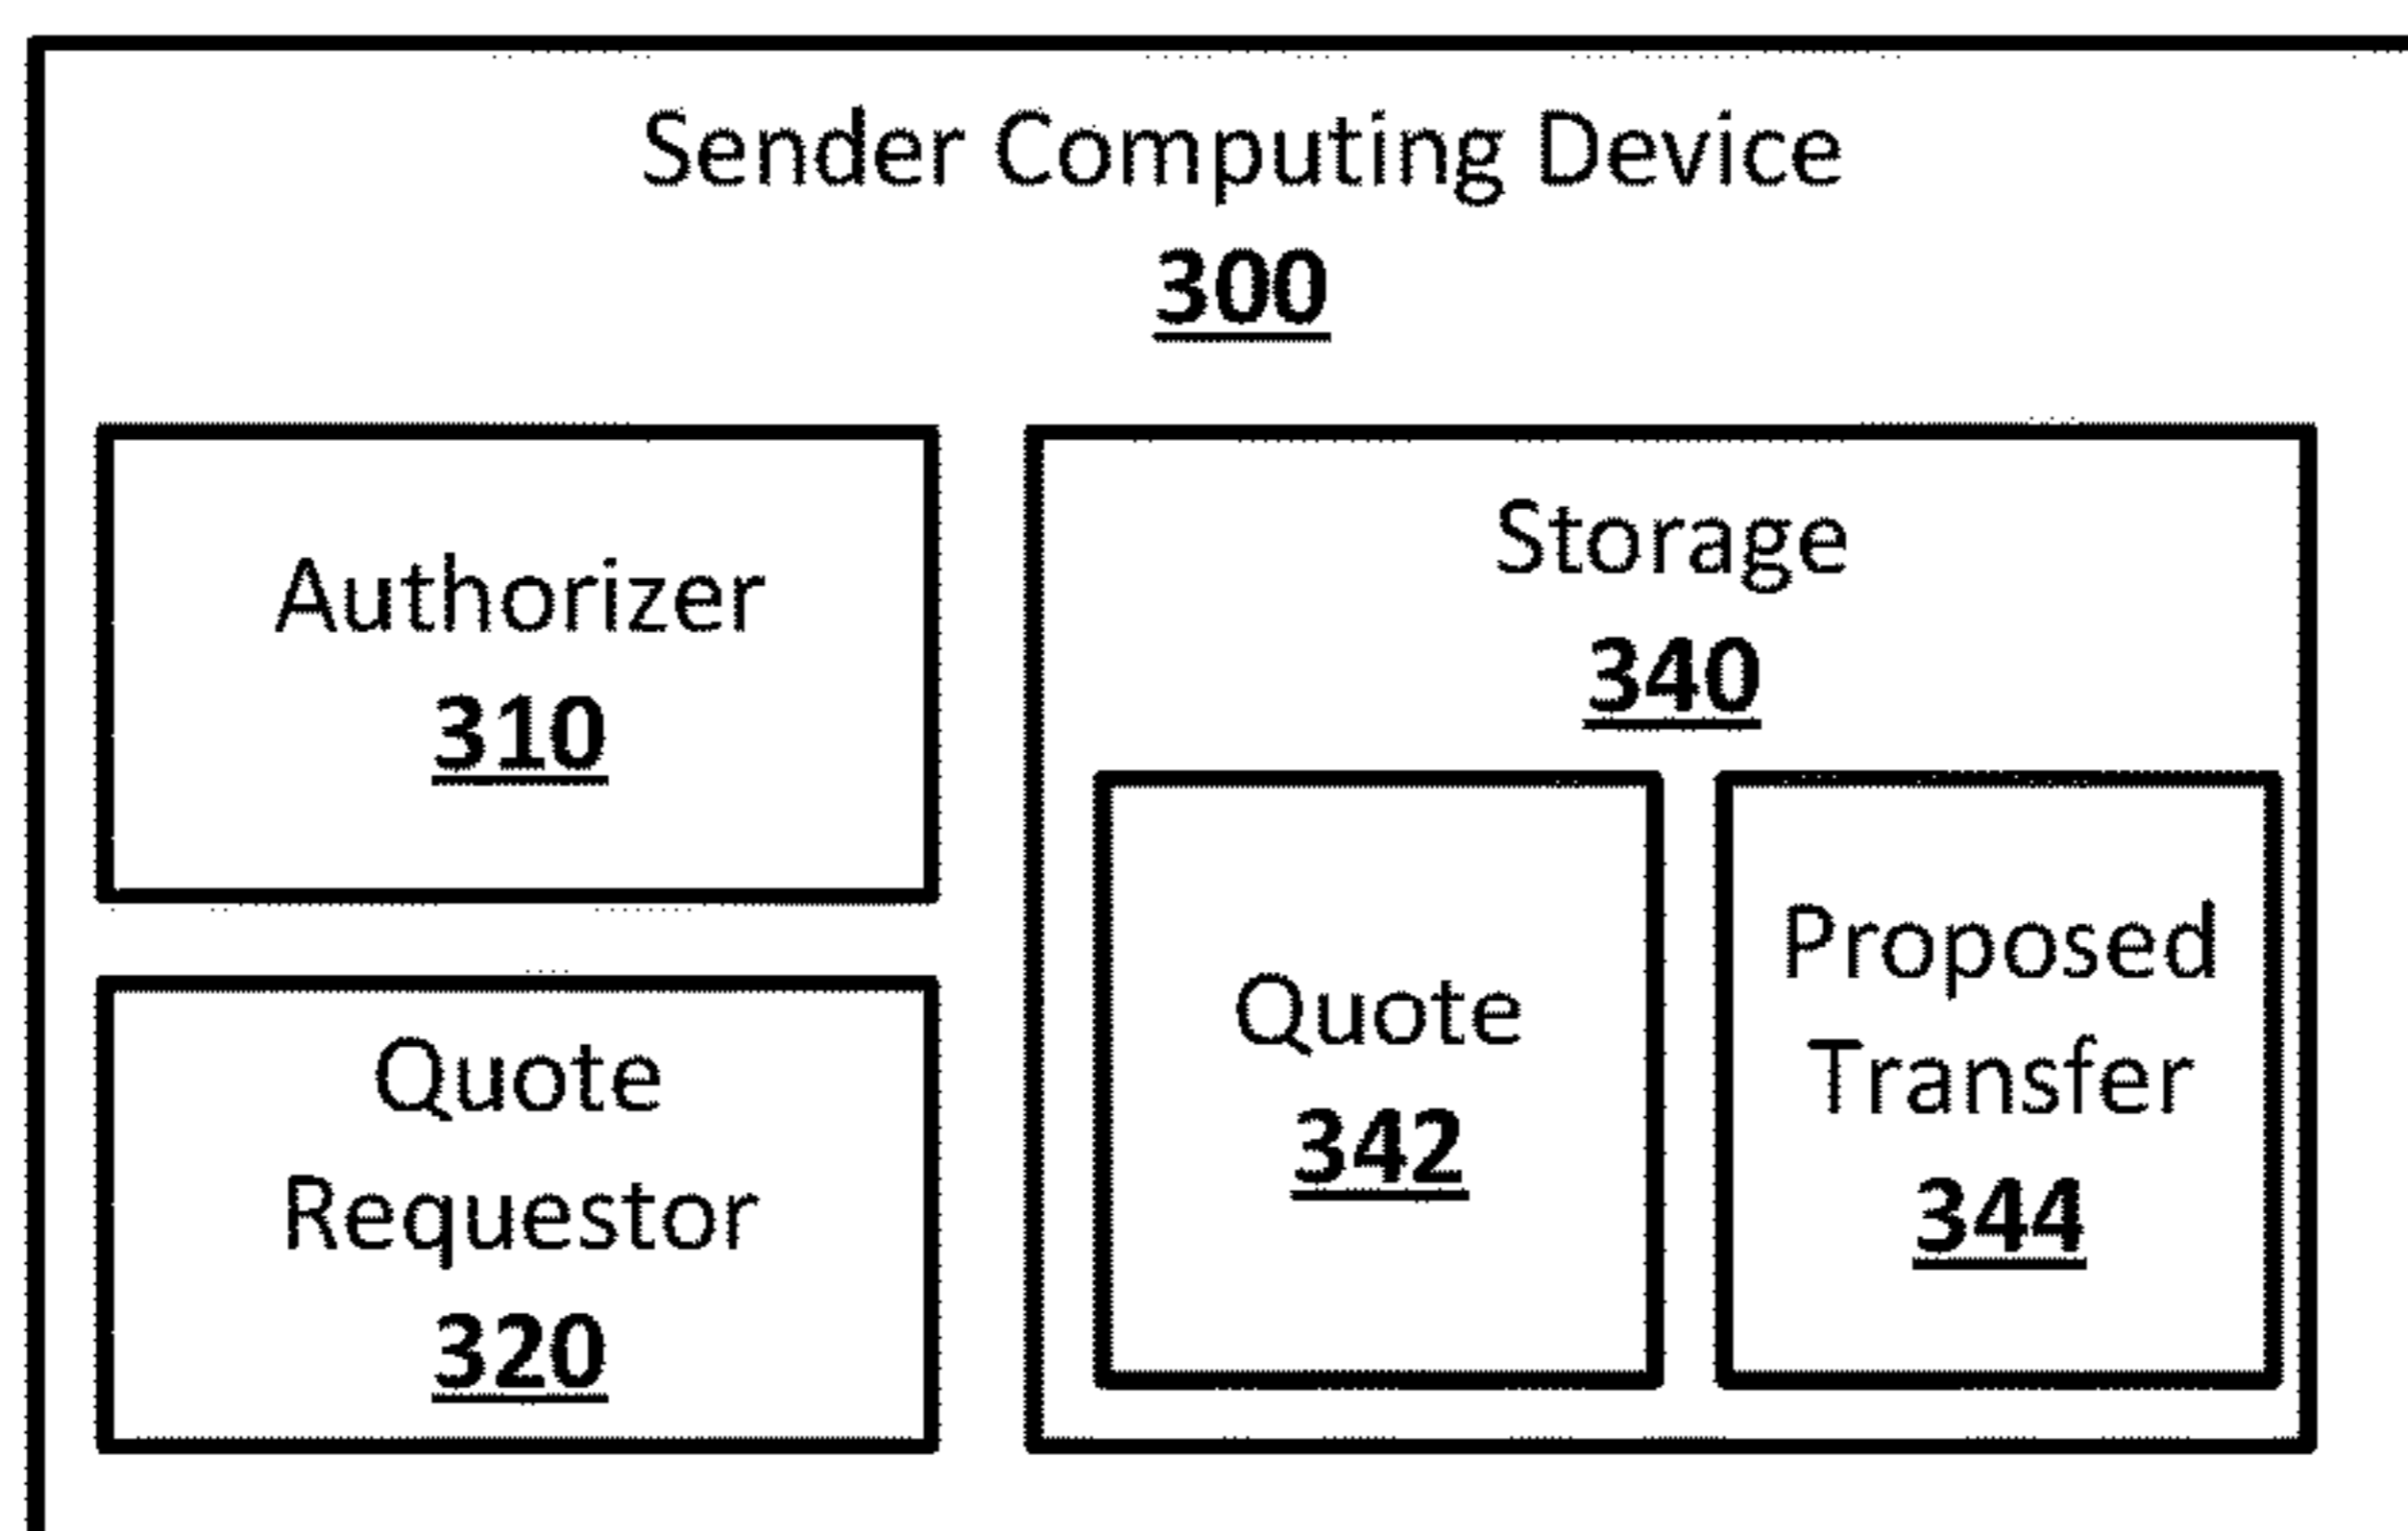 Sender Computing Device
300
Authorizer
310
Quote
Requestor
320
Storage
340
Quote
342
Proposed
Transfer
344